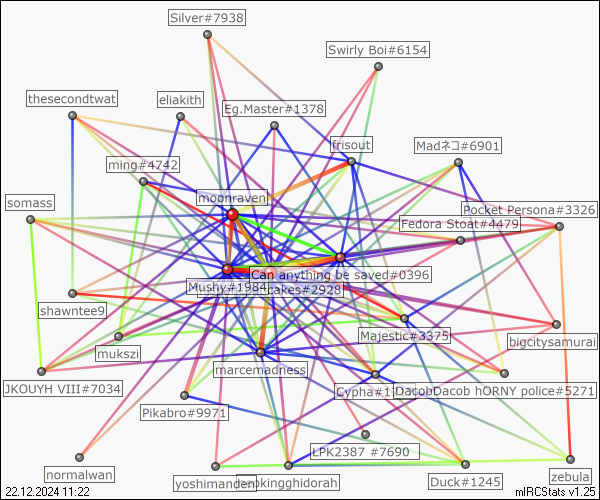 Silver#7938
Swirly Boi#6154
thesecondtwat
eliakith
Eg.Master#1378
frisout
Madネコ#6901
ming#4742
moonraven
somass
Pocket Persona#3326
Fedora Stoat#4479
Can anything be saved#0396
Mushy#1984
cakes#2928
shawntee9
Majestic#3375
bigcitysamurai
mukszi
marcemadness
JKOUYH VIII#7034
Cypha#1
DacobDacob hORNY police#5271
Pikabro#9971
LPK2387 #7690
normalwan
yoshimanden
okingghidorah
Duck#1245
zebula
22.12.2024 11:22
mIRCStats v1.25